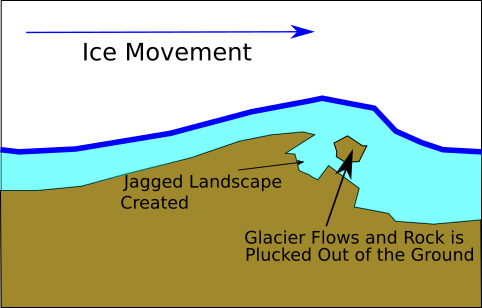 Ice Movement
Jagged Landscape
Created
Glacier Flows and Rock is
Plucked Out of the Ground